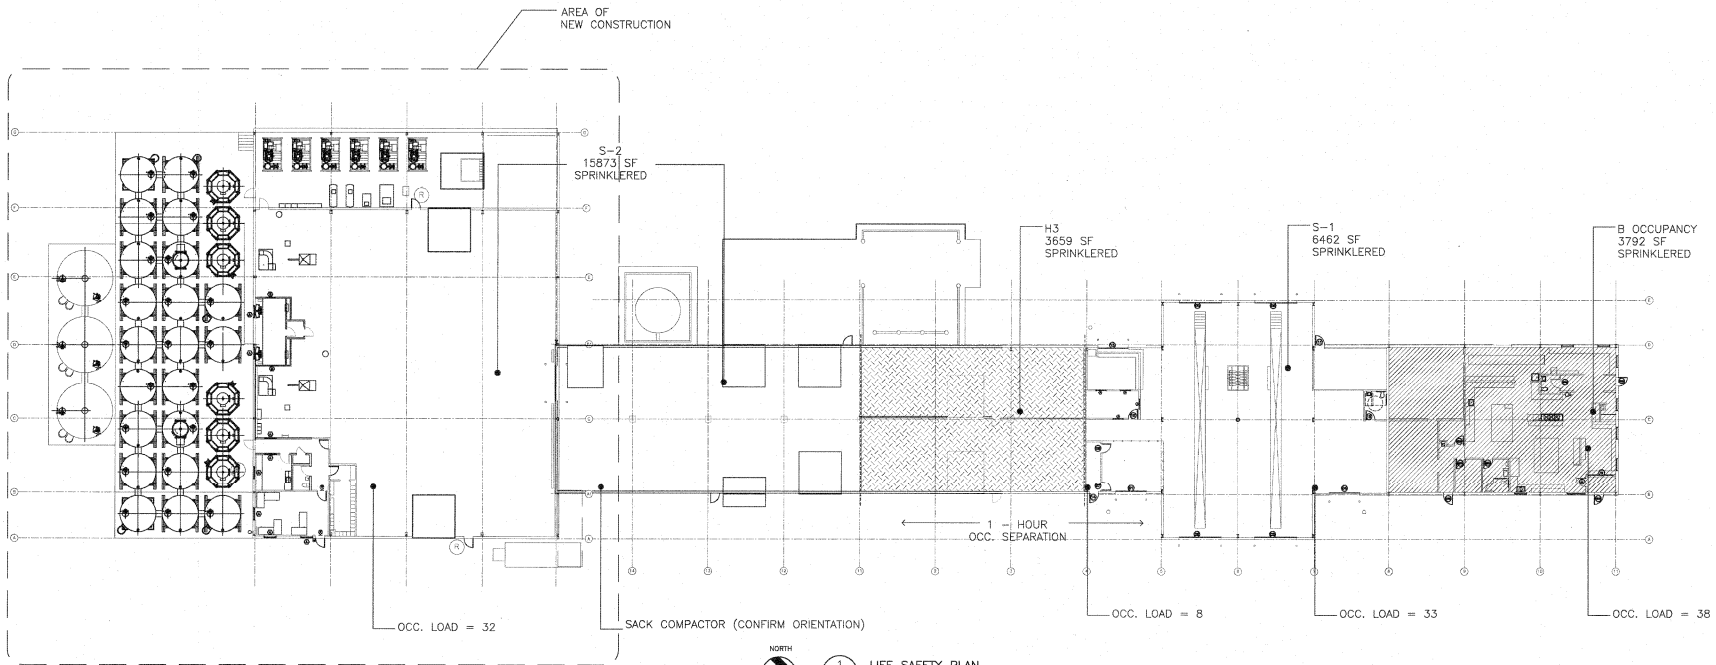 AREA OF
NEW CONSTRUCTION
S-2
15873 SF
SPRINKLERED
H3
3659 SF
SPRINKLERED
S-1
6462 SF
SPRINKLERED
B OCCUPANCY
3792 SF
SPRINKLERED
R
1 - HOUR
OCC. SEPARATION
R
OCC. LOAD = 32
SACK COMPACTOR (CONFIRM ORIENTATION)
OCC. LOAD = 8
OCC. LOAD = 33
OCC. LOAD = 38
NORTH
1
LIFE SAFETY PLAN